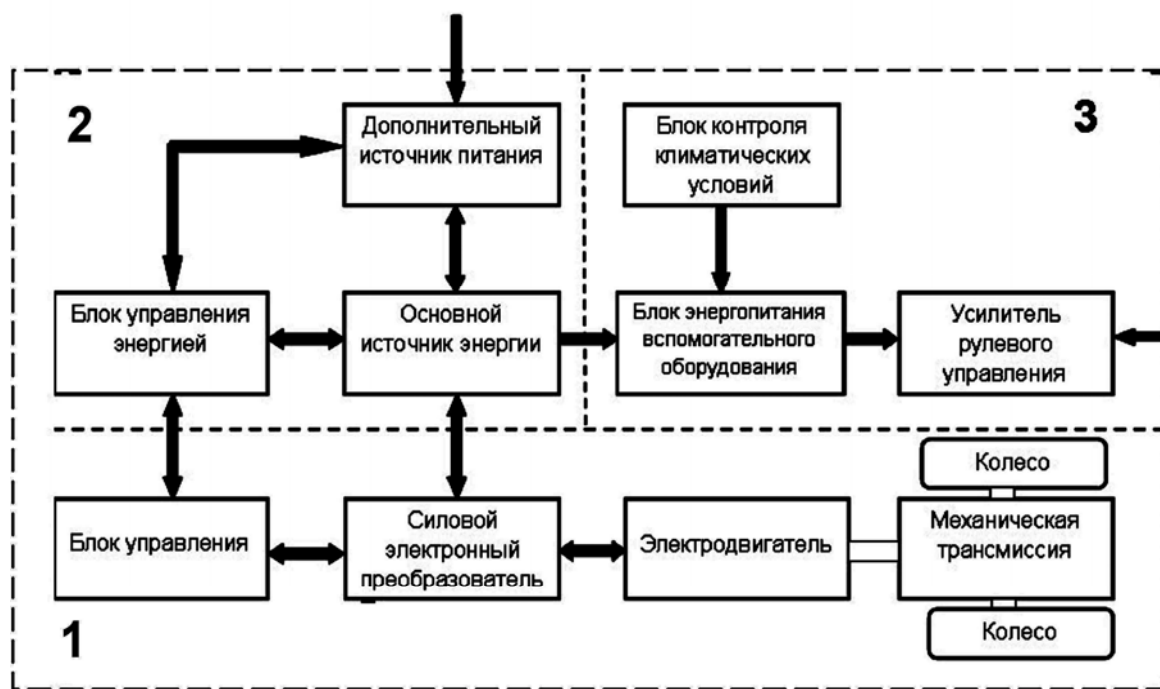 2
Дополнительный
источник питания
Блок контроля
климатических
условий
3
Блок управления
энергией
Основной
источник энергии
Блок энергопитания
вспомогательного
оборудования
Усилитель
рулевого
управления
Колесо
Блок управления
Силовой
электронный
преобразователь
Электродвигатель
Механическая
трансмиссия
Колесо
1